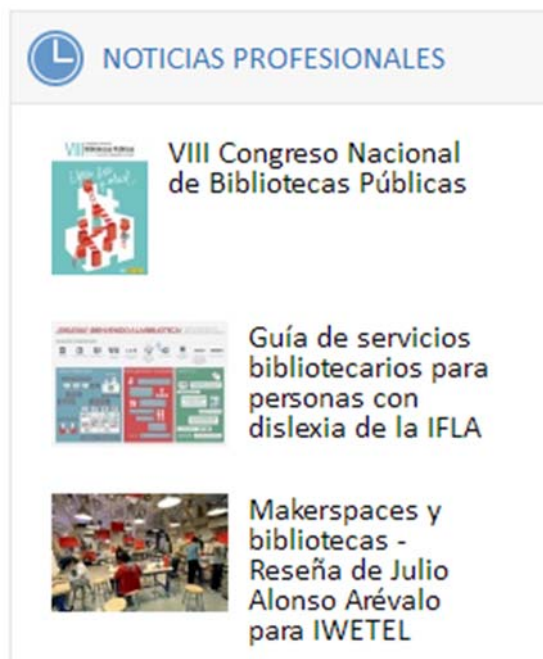 NOTICIAS PROFESIONALES
VIII Congreso Nacional
de Bibliotecas Públicas
Guía de servicios
bibliotecarios para
personas con
dislexia de la IFLA
Makerspaces y
bibliotecas -
Reseña de Julio
Alonso Arévalo
para IWETEL